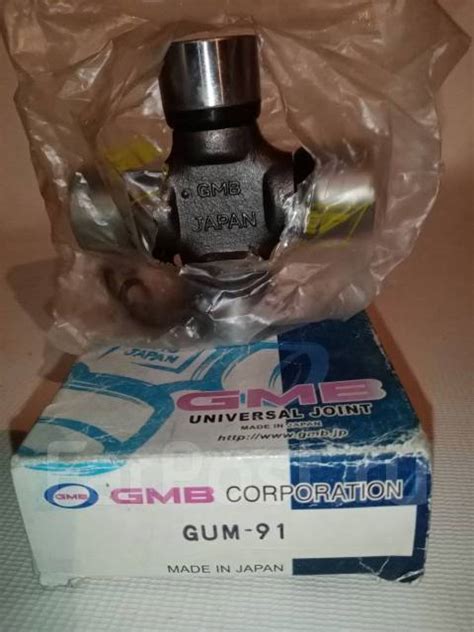 GMB
JAPAN
JAPAN
GMB
UNIVERSAL JOINT
MADE IN JAPAN
http://www.gmb.jp
GMB GMB CORPORATION
GUM-91
MADE IN JAPAN